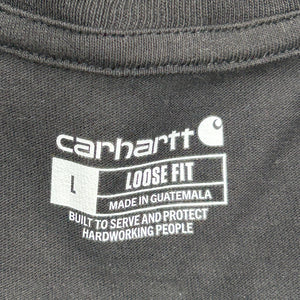 carhartt
L LOOSE FIT
MADE IN GUATEMALA
BUILT TO SERVE AND PROTECT
HARDWORKING PEOPLE